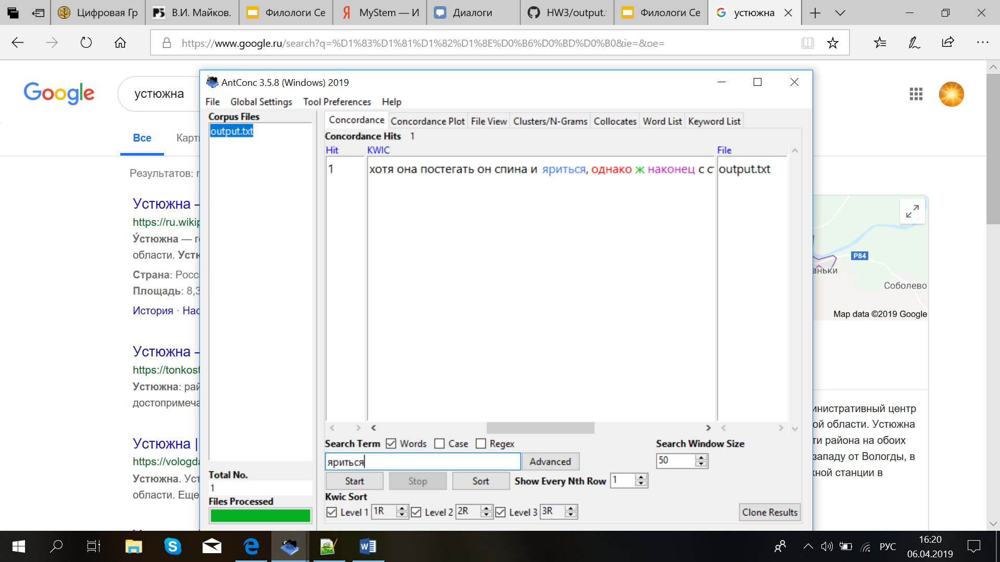 Цифровая Гр
В.И. Майков.
Филологи Се
MyStem — И
Диалоги
HW3/output.
Филологи Се
устюжна
https://www.google.ru/search?q=%D1%83%D1%81%D1%82%D1%8E%D0%B6%D0%BD%D0%B0&ie=&oe=
Google
устюжна
Все
Карт
Результатов: п
Устюжна –
https://ru.wikip
У́стюжна — г
области. Устю
Страна: Росс
Площадь: 8,3
История · Нас
Устюжна –
https://tonkost
Устюжна: рай
достопримеча
Устюжна |
https://vologda
Устюжна. Уст
области. Еще
AntConc 3.5.8 (Windows) 2019
File Global Settings Tool Preferences Help
Corpus Files
output.txt
Total No.
1
Files Processed
Concordance Concordance Plot File View Clusters/N-Grams Collocates Word List Keyword List
Concordance Hits 1
Hit KWIC File
1 хотя она постегать он спина и яриться, однако ж наконец с ст output.txt
Search Term Words Case Regex Search Window Size
яриться Advanced 50
Start Stop Sort Show Every Nth Row 1
Kwic Sort
Level 1 1R Level 2 2R Level 3 3R Clone Results
P84
аньки
Соболево
Map data ©2019 Google
инистративный центр
ой области. Устюжна
ти района на обоих
западу от Вологды, в
ной станции в
РУС
16:20
06.04.2019